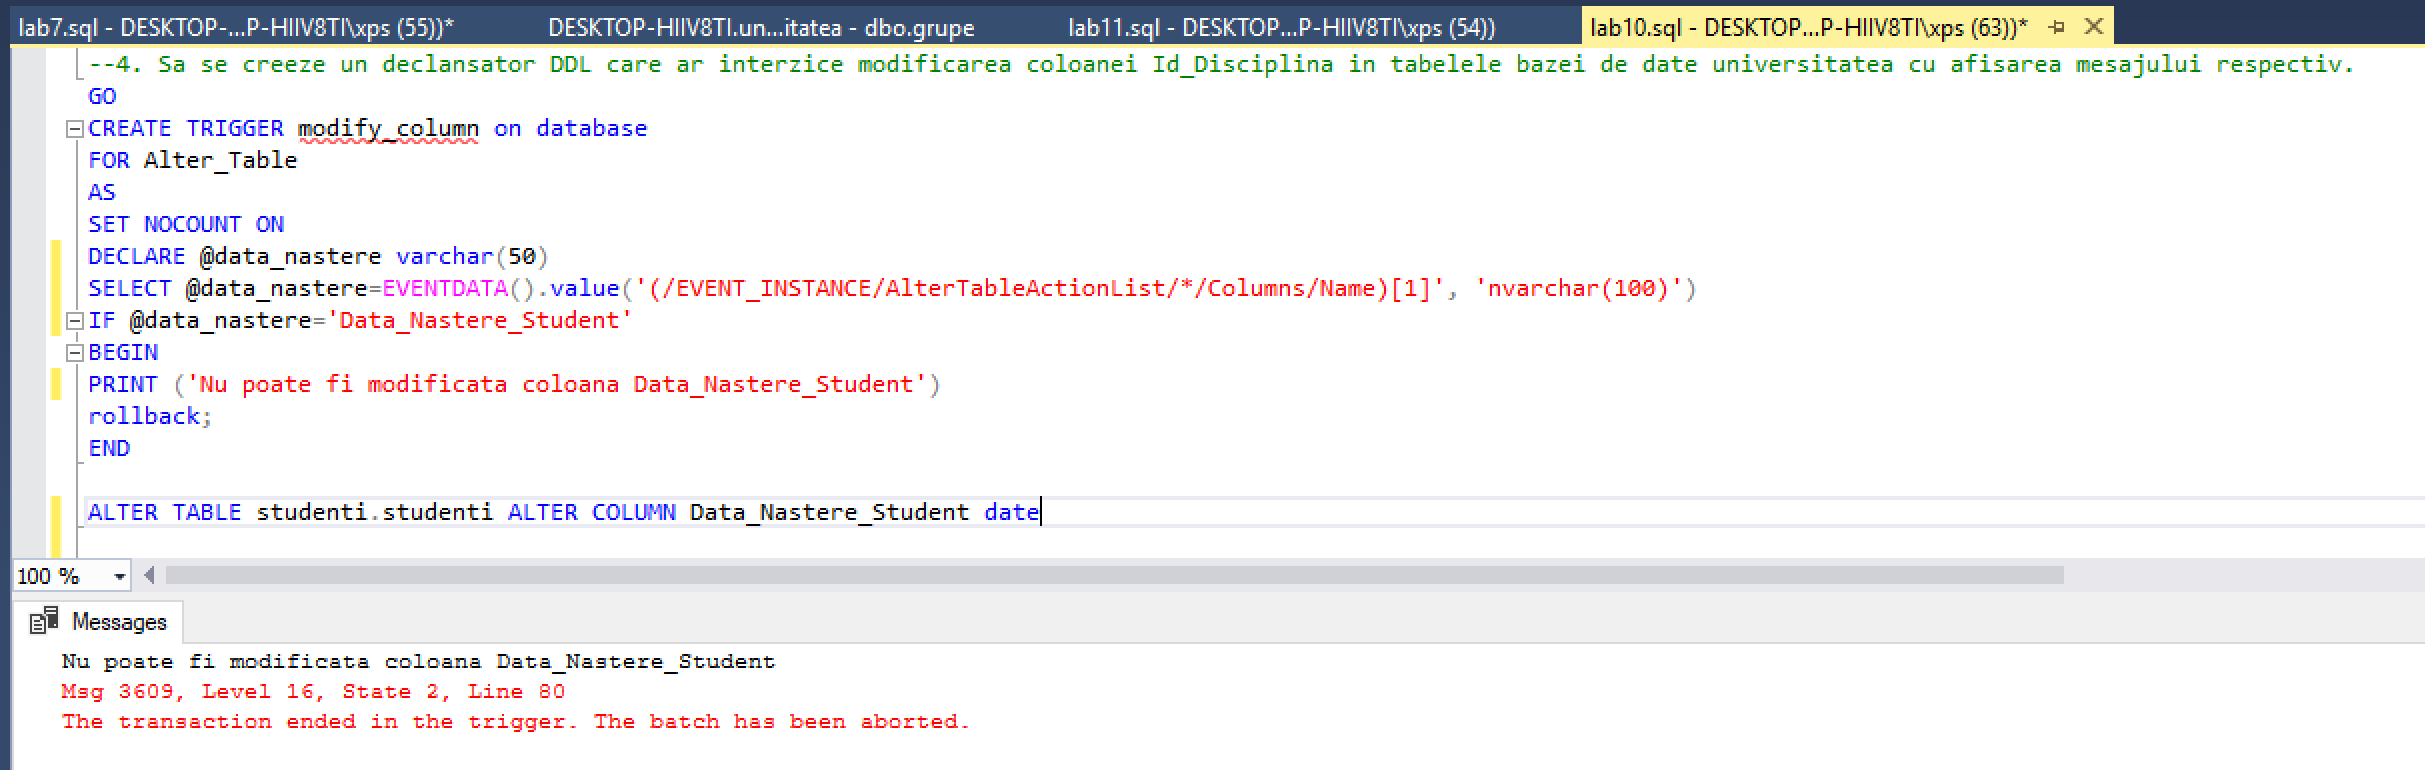 lab7.sql - DESKTOP-...P-HIIV8TI\xps (55))* DESKTOP-HIIV8TI.un...itatea - dbo.grupe lab11.sql - DESKTOP...P-HIIV8TI\xps (54)) lab10.sql - DESKTOP...P-HIIV8TI\xps (63))*
--4. Sa se creeze un declansator DDL care ar interzice modificarea coloanei Id_Disciplina in tabelele bazei de date universitatea cu afisarea mesajului respectiv.
GO
CREATE TRIGGER modify_column on database
FOR Alter_Table
AS
SET NOCOUNT ON
DECLARE @data_nastere varchar(50)
SELECT @data_nastere=EVENTDATA().value('(/EVENT_INSTANCE/AlterTableActionList/*/Columns/Name)[1]', 'nvarchar(100)')
IF @data_nastere='Data_Nastere_Student'
BEGIN
PRINT ('Nu poate fi modificata coloana Data_Nastere_Student')
rollback;
END
ALTER TABLE studenti.studenti ALTER COLUMN Data_Nastere_Student date
100 %
Messages
Nu poate fi modificata coloana Data_Nastere_Student
Msg 3609, Level 16, State 2, Line 80
The transaction ended in the trigger. The batch has been aborted.